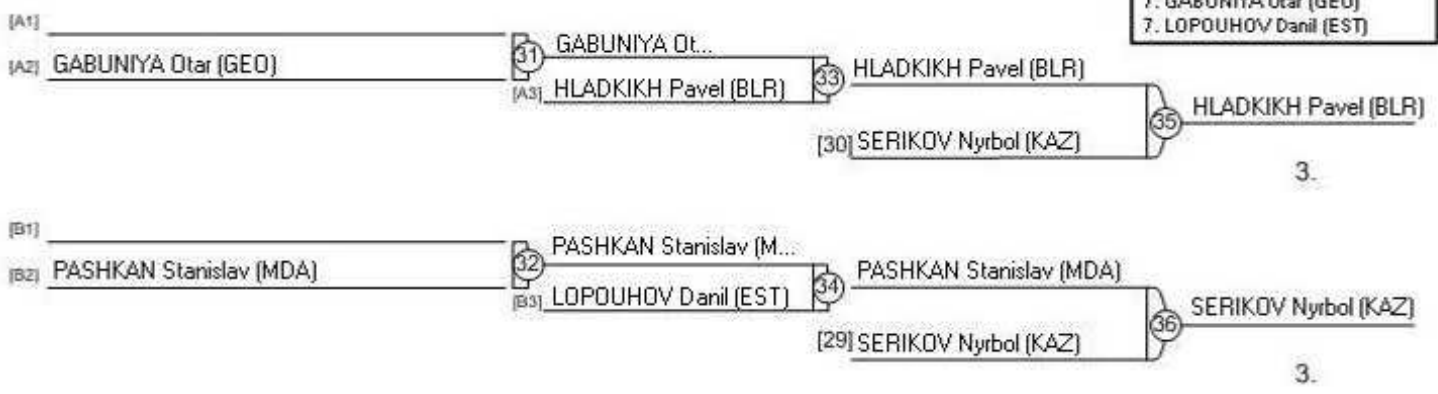 7. GABUNIYA Otar (GEO)
7. LOPOUHOV Danil (EST)
[A1]
[A2] GABUNIYA Otar (GEO)
31
GABUNIYA Ot...
[A3] HLADKIKH Pavel (BLR)
33
HLADKIKH Pavel (BLR)
[30] SERIKOV Nyrbol (KAZ)
35
HLADKIKH Pavel (BLR)
3.
[B1]
[B2] PASHKAN Stanislav (MDA)
32
PASHKAN Stanislav (M...
[B3] LOPOUHOV Danil (EST)
34
PASHKAN Stanislav (MDA)
[29] SERIKOV Nyrbol (KAZ)
36
SERIKOV Nyrbol (KAZ)
3.